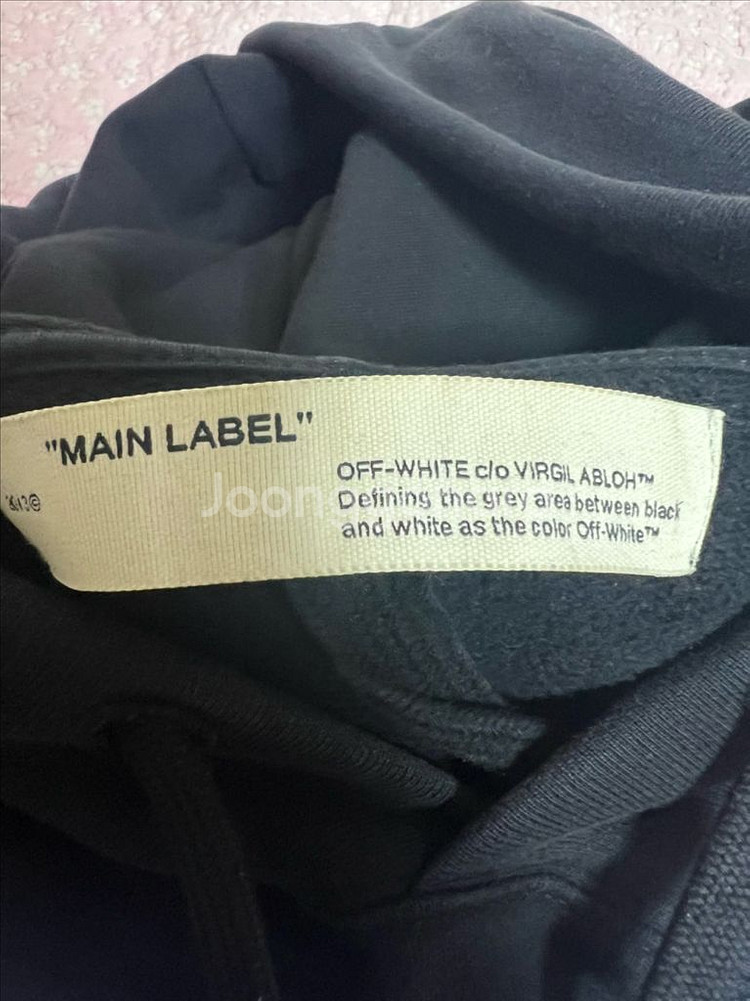 "MAIN LABEL"
OFF-WHITE c/o VIRGIL ABLOH™
Defining the grey area between black
and white as the color Off-White™